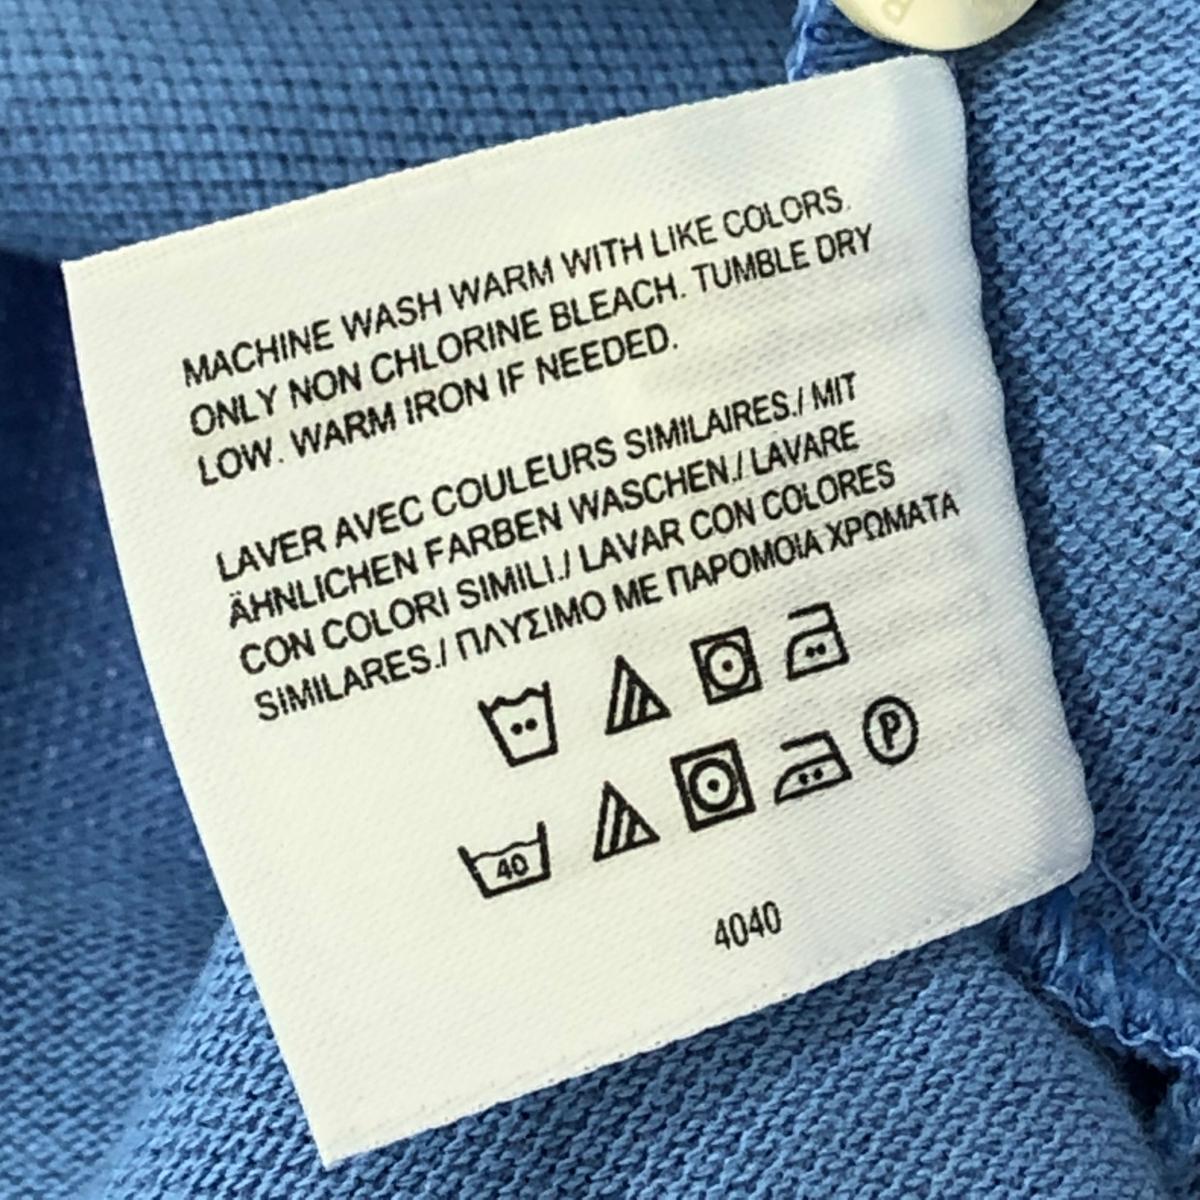 MACHINE WASH WARM WITH LIKE COLORS.
ONLY NON CHLORINE BLEACH. TUMBLE DRY
LOW. WARM IRON IF NEEDED.
LAVER AVEC COULEURS SIMILAIRES./ MIT
ÄHNLICHEN FARBEN WASCHEN./ LAVARE
CON COLORI SIMILI./ LAVAR CON COLORES
SIMILARES./ ΠΛΥΣΙΜΟ ΜΕ ΠΑΡΟΜΟΙΑ ΧΡΩΜΑΤΑ
P
40
4040